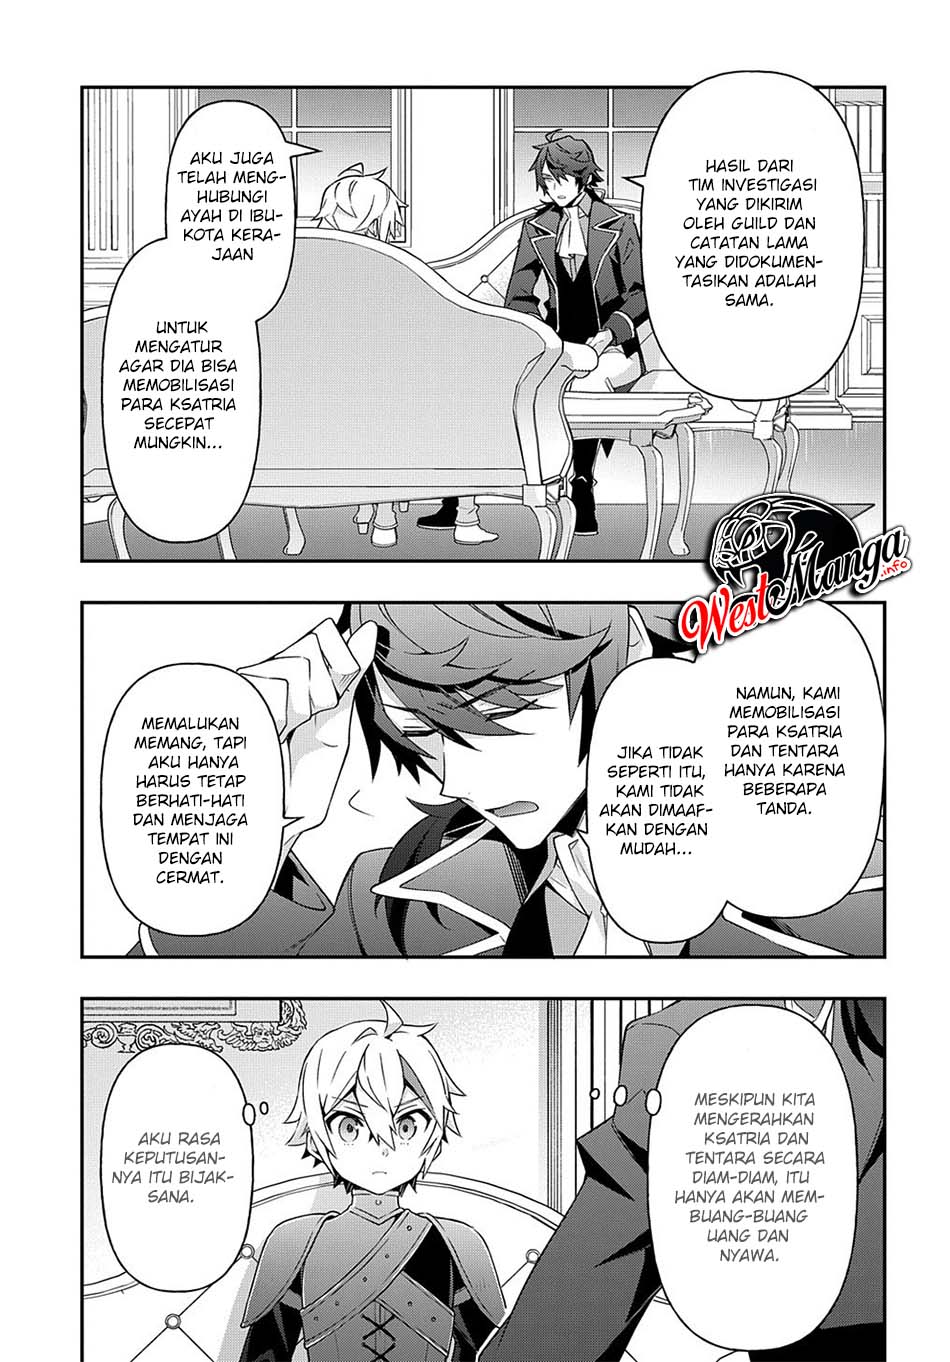 HASIL DARI
TIM INVESTIGASI
YANG DIKIRIM
OLEH GUILD DAN
CATATAN LAMA
YANG DIDOKUMEN-
TASIKAN ADALAH
SAMA.
AKU JUGA
TELAH MENG-
HUBUNGI
AYAH DI IBU-
KOTA KERA-
JAAN
UNTUK
MENGATUR
AGAR DIA BISA
MEMOBILISASI
PARA KSATRIA
SECEPAT
MUNGKIN...
WESTMANGA
.info
NAMUN, KAMI
MEMOBILISASI
PARA KSATRIA
DAN TENTARA
HANYA KARENA
BEBERAPA
TANDA.
JIKA TIDAK
SEPERTI ITU,
KAMI TIDAK
AKAN DIMAAF-
KAN DENGAN
MUDAH...
MEMALUKAN
MEMANG, TAPI
AKU HANYA
HARUS TETAP
BERHATI-HATI
DAN MENJAGA
TEMPAT INI
DENGAN
CERMAT.
MESKIPUN KITA
MENGERAHKAN
KSATRIA DAN
TENTARA SECARA
DIAM-DIAM, ITU
HANYA AKAN MEM-
BUANG-BUANG
UANG DAN
NYAWA.
AKU RASA
KEPUTUSAN-
NYA ITU BIJAK-
SANA.